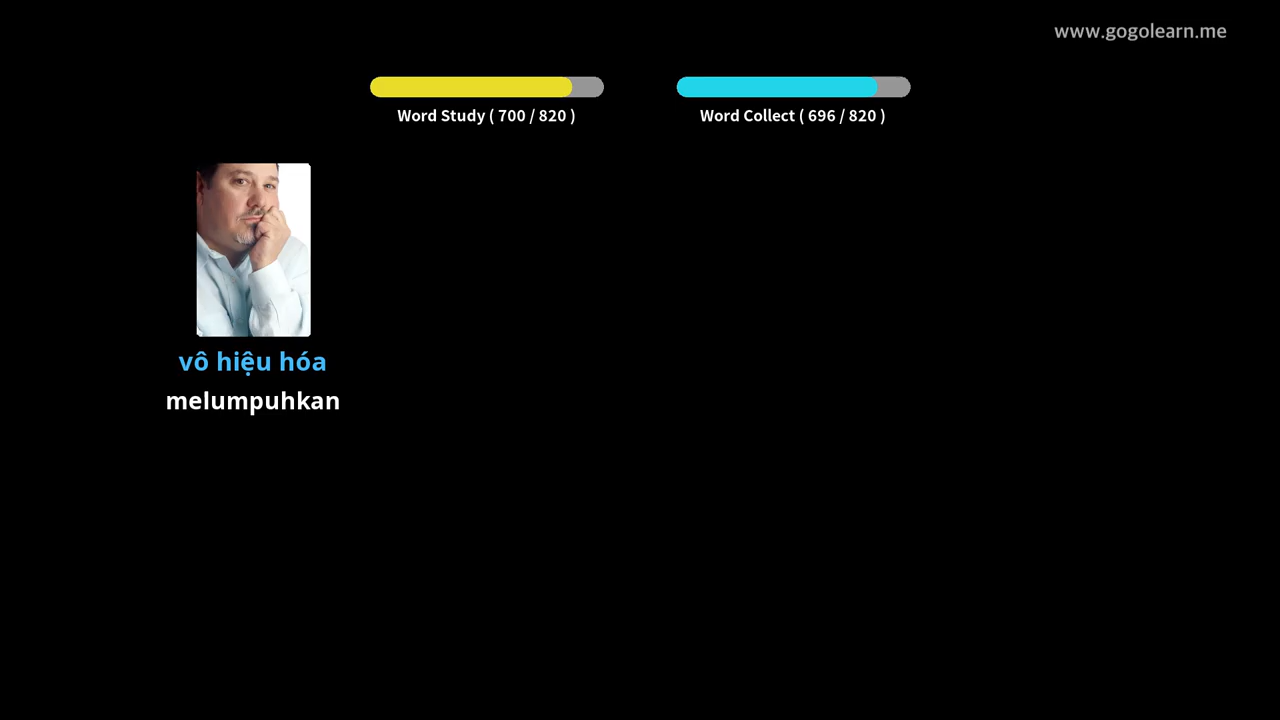 www.gogolearn.me
Word Study ( 700 / 820 )
Word Collect ( 696 / 820 )
vô hiệu hóa
melumpuhkan